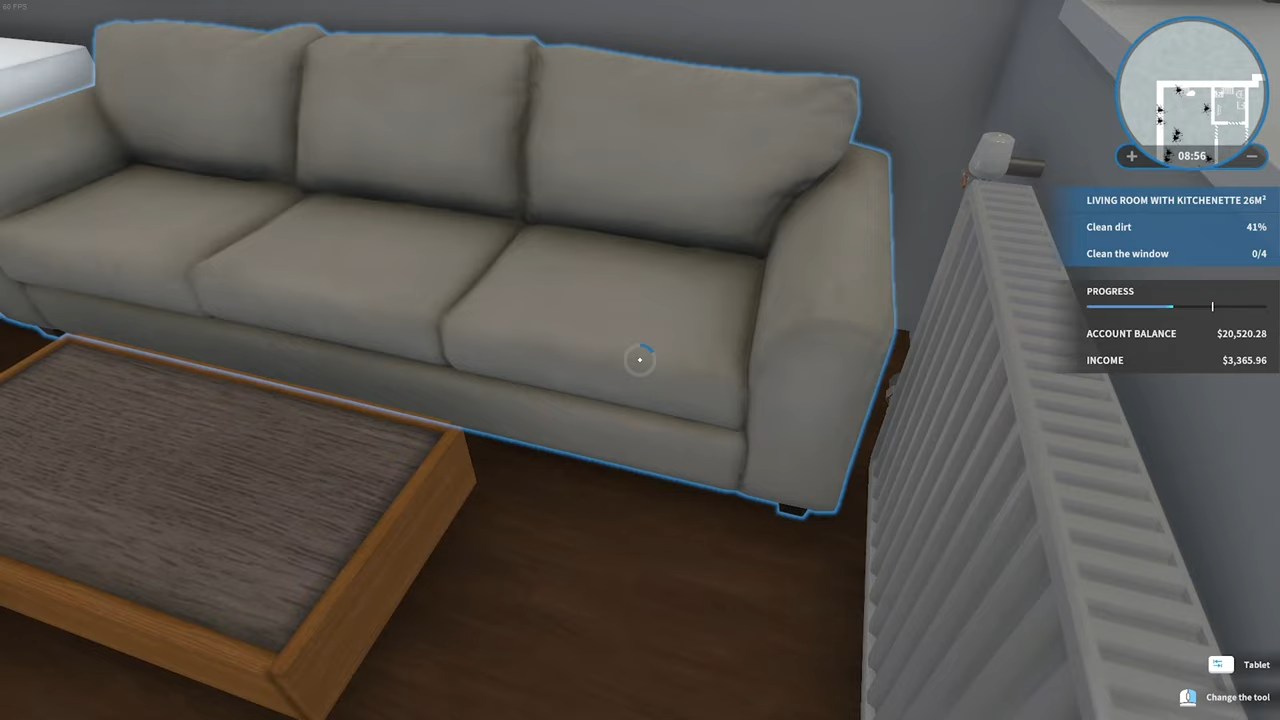 60 FPS
08:56
LIVING ROOM WITH KITCHENETTE 26M²
Clean dirt 41%
Clean the window 0/4
PROGRESS
ACCOUNT BALANCE $20,520.28
INCOME $3,365.96
Tablet
Change the tool